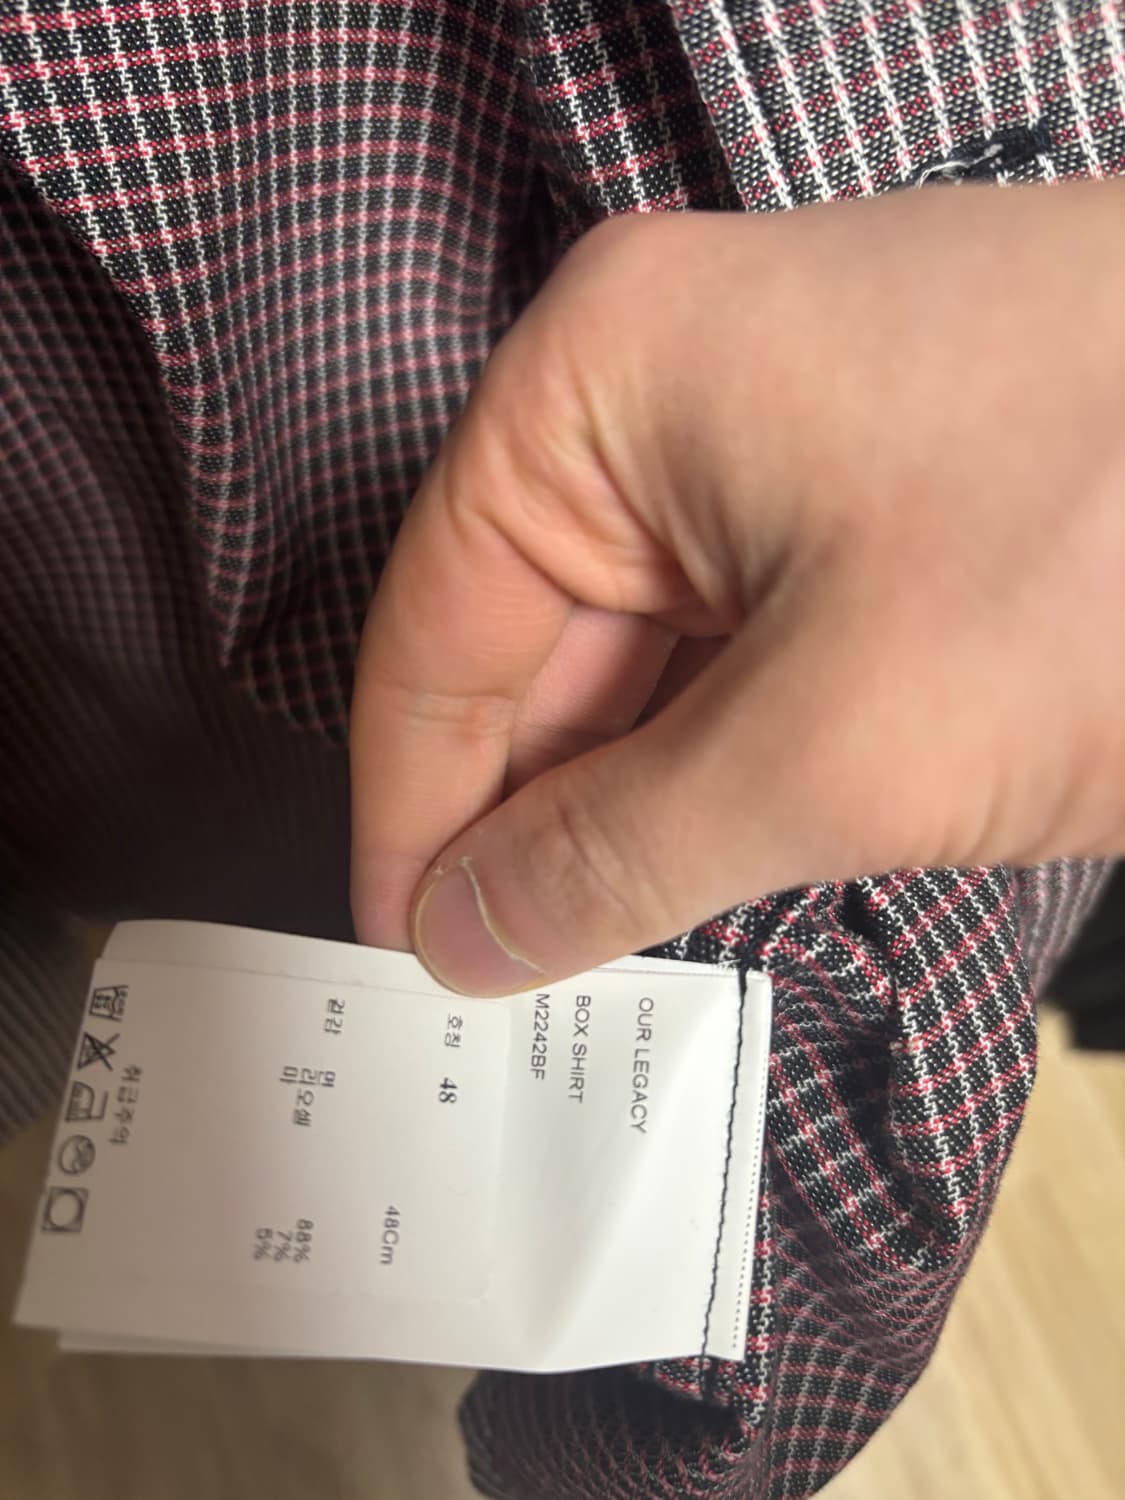 OUR LEGACY
BOX SHIRT
M2242BF
호칭 48
48Cm
겉감 면 88%
리오셀 7%
마 5%
취급주의